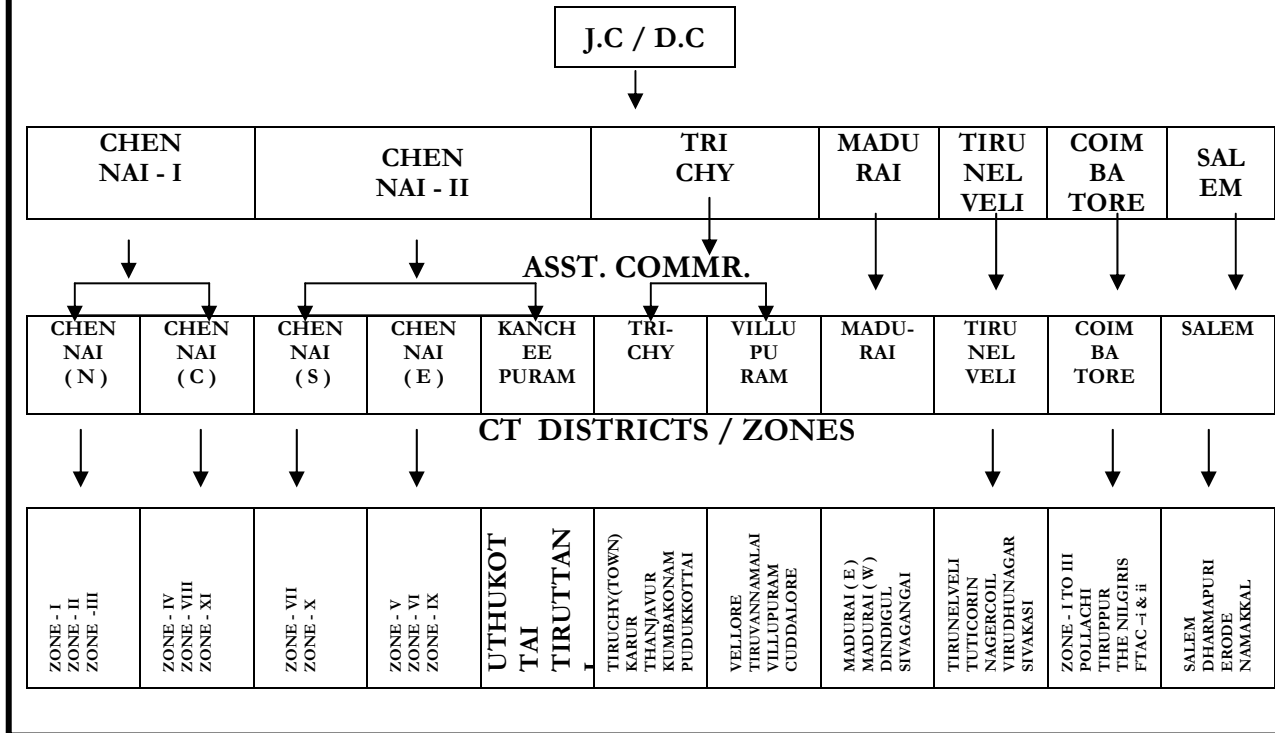 J.C / D.C
CHEN
NAI - I
CHEN
NAI - II
TRI
CHY
MADU
RAI
TIRU
NEL
VELI
COIM
BA
TORE
SAL
EM
ASST. COMMR.
CHEN
NAI
( N )
CHEN
NAI
( C )
CHEN
NAI
( S )
CHEN
NAI
( E )
KANCH
EE
PURAM
TRI-
CHY
VILLU
PU
RAM
MADU-
RAI
TIRU
NEL
VELI
COIM
BA
TORE
SALEM
CT DISTRICTS / ZONES
ZONE - I
ZONE - II
ZONE -III
ZONE - IV
ZONE - VIII
ZONE - XI
ZONE - VII
ZONE - X
ZONE - V
ZONE - VI
ZONE - IX
UTHUKOT
TAI
TIRUTTAN
TIRUCHY(TOWN)
KARUR
THANJAVUR
KUMBAKONAM
PUDUKKOTTAI
VELLORE
TIRUVANNAMALAI
VILLUPURAM
CUDDALORE
MADURAI ( E )
MADURAI ( W )
DINDIGUL
SIVAGANGAI
TIRUNELVELI
TUTICORIN
NAGERCOIL
VIRUDHUNAGAR
SIVAKASI
ZONE - I TO III
POLLACHI
TIRUPPUR
THE NILGIRIS
FTAC –i & ii
SALEM
DHARMAPURI
ERODE
NAMAKKAL